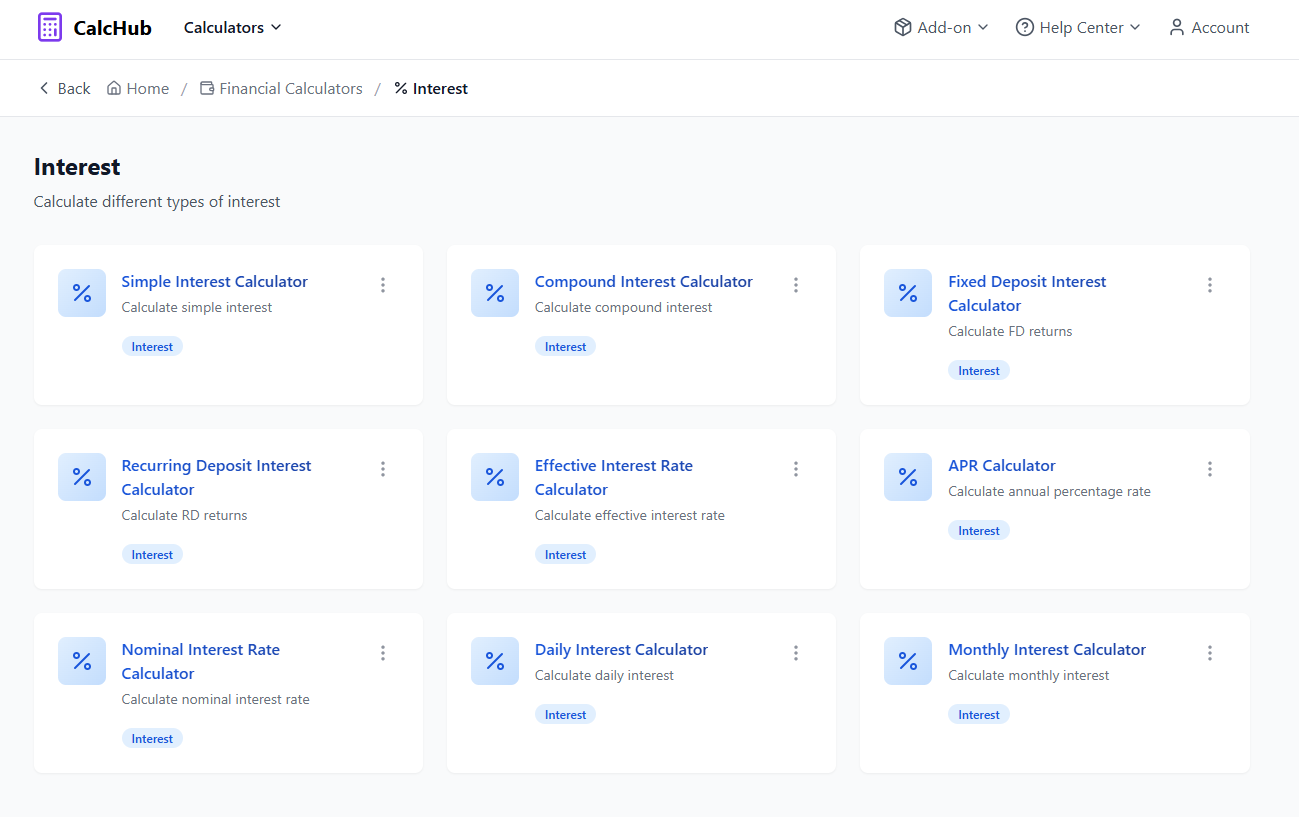 CalcHub Calculators Add-on Help Center Account
Back Home / Financial Calculators / % Interest
Interest
Calculate different types of interest
% Simple Interest Calculator
Calculate simple interest
Interest
% Compound Interest Calculator
Calculate compound interest
Interest
% Fixed Deposit Interest
Calculator
Calculate FD returns
Interest
% Recurring Deposit Interest
Calculator
Calculate RD returns
Interest
% Effective Interest Rate
Calculator
Calculate effective interest rate
Interest
% APR Calculator
Calculate annual percentage rate
Interest
% Nominal Interest Rate
Calculator
Calculate nominal interest rate
Interest
% Daily Interest Calculator
Calculate daily interest
Interest
% Monthly Interest Calculator
Calculate monthly interest
Interest